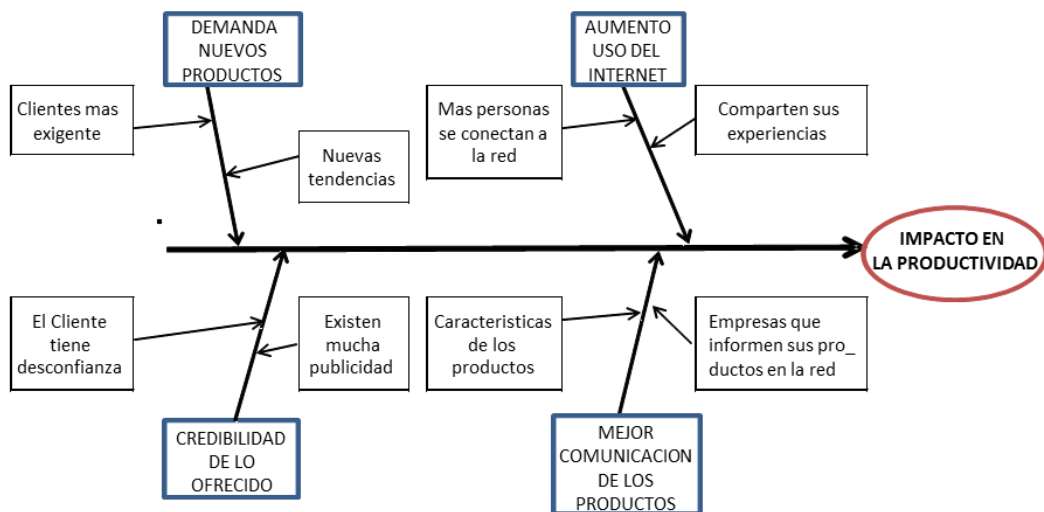 DEMANDA
NUEVOS
PRODUCTOS
AUMENTO
USO DEL
INTERNET
Clientes mas
exigente
Nuevas
tendencias
Mas personas
se conectan a
la red
Comparten sus
experiencias
IMPACTO EN
LA PRODUCTIVIDAD
El Cliente
tiene
desconfianza
Existen
mucha
publicidad
Caracteristicas
de los
productos
Empresas que
informen sus pro_
ductos en la red
CREDIBILIDAD
DE LO
OFRECIDO
MEJOR
COMUNICACION
DE LOS
PRODUCTOS